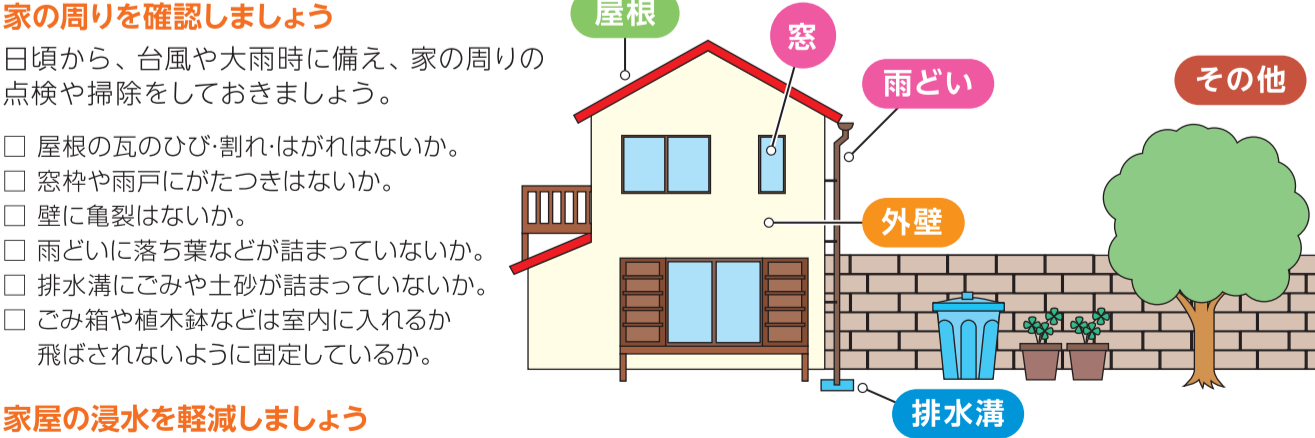 家の周りを確認しましょう
日頃から、台風や大雨時に備え、家の周りの
点検や掃除をしておきましょう。
□ 屋根の瓦のひび・割れ・はがれはないか。
□ 窓枠や雨戸にがたつきはないか。
□ 壁に亀裂はないか。
□ 雨どいに落ち葉などが詰まっていないか。
□ 排水溝にごみや土砂が詰まっていないか。
□ ごみ箱や植木鉢などは室内に入れるか
飛ばされないように固定しているか。
家屋の浸水を軽減しましょう
屋根
窓
雨どい
その他
外壁
排水溝